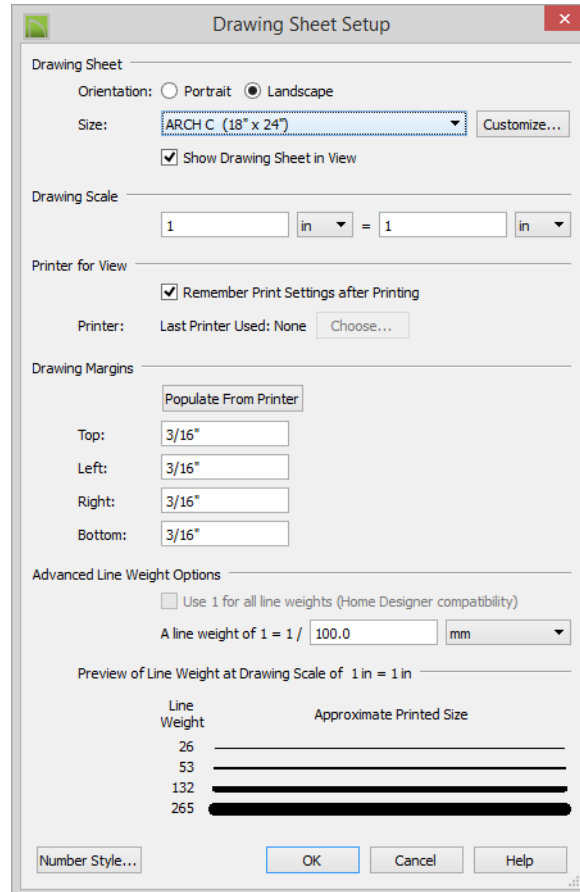 Drawing Sheet Setup
Drawing Sheet
Orientation: Portrait Landscape
Size: ARCH C (18" x 24") Customize...
Show Drawing Sheet in View
Drawing Scale
1 in = 1 in
Printer for View
Remember Print Settings after Printing
Printer: Last Printer Used: None Choose...
Drawing Margins
Populate From Printer
Top: 3/16"
Left: 3/16"
Right: 3/16"
Bottom: 3/16"
Advanced Line Weight Options
Use 1 for all line weights (Home Designer compatibility)
A line weight of 1 = 1 / 100.0 mm
Preview of Line Weight at Drawing Scale of 1 in = 1 in
Line
Weight
Approximate Printed Size
26
53
132
265
Number Style... OK Cancel Help